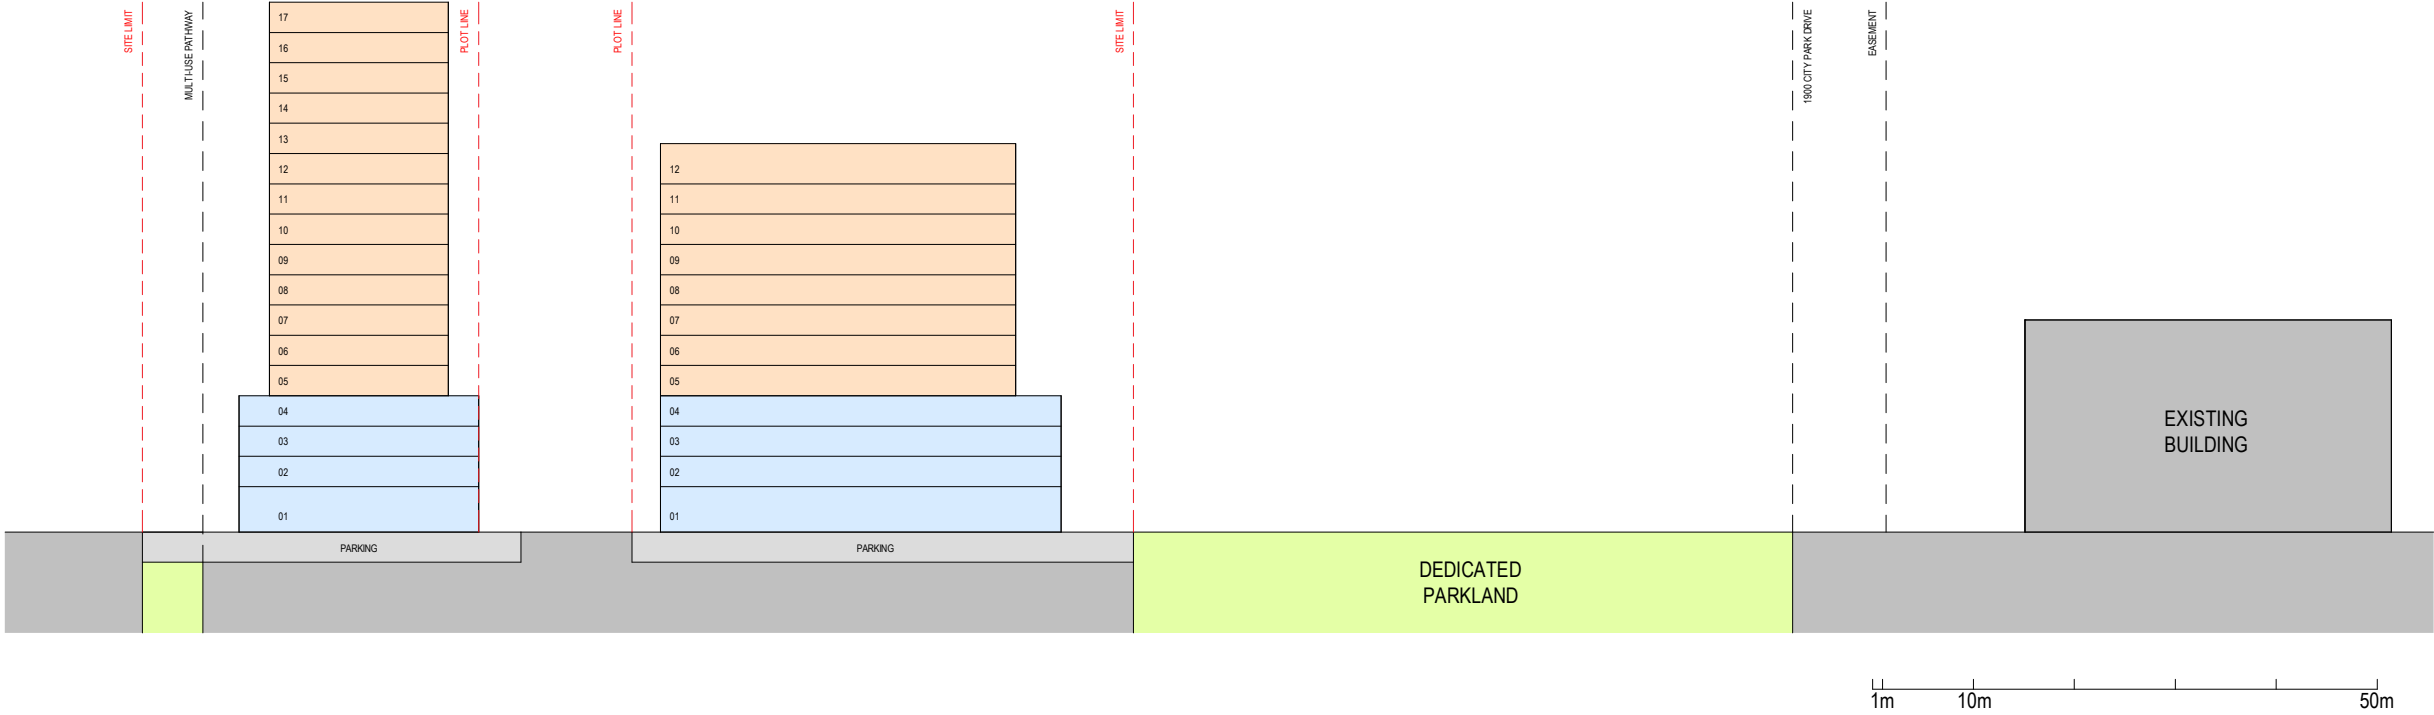 SITE LIMIT
MULTI-USE PATHWAY
PLOT LINE
PLOT LINE
SITE LIMIT
1900 CITY PARK DRIVE
EASEMENT
17
16
15
14
13
12
11
10
09
08
07
06
05
04
03
02
01
12
11
10
09
08
07
06
05
04
03
02
01
PARKING
PARKING
EXISTING
BUILDING
DEDICATED
PARKLAND
1m
10m
50m